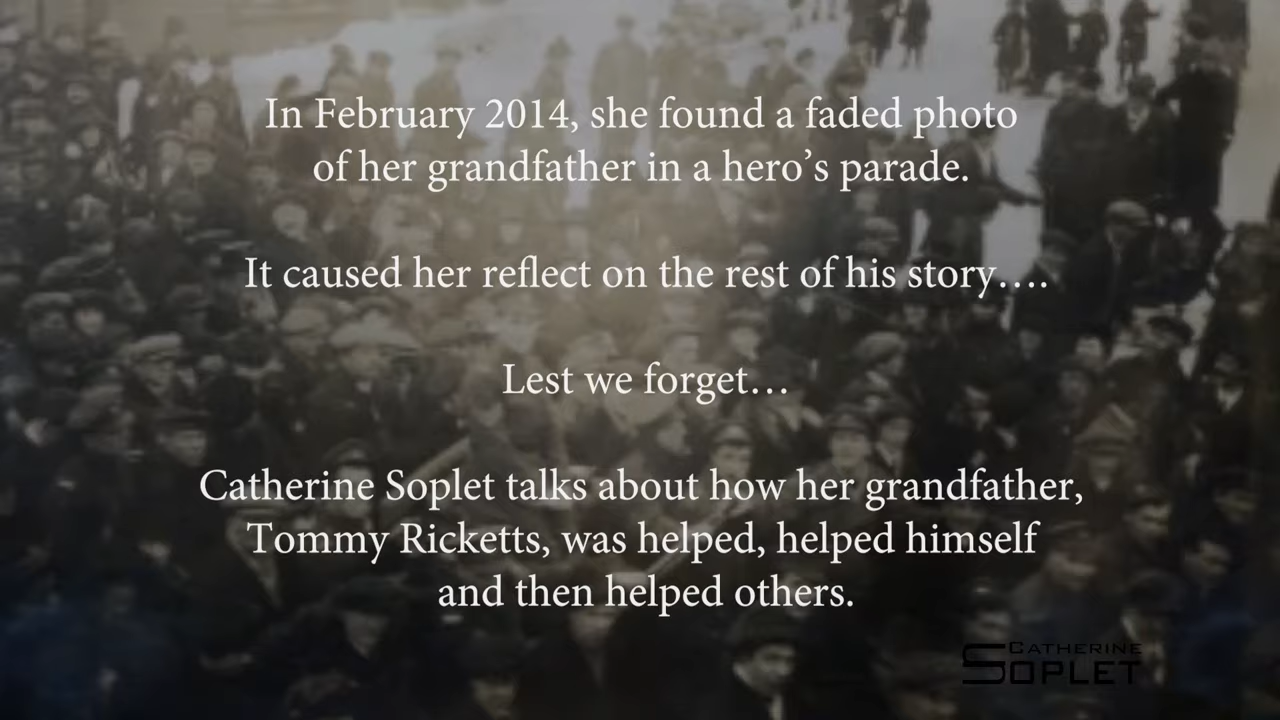 In February 2014, she found a faded photo
of her grandfather in a hero’s parade.
It caused her reflect on the rest of his story….
Lest we forget…
Catherine Soplet talks about how her grandfather,
Tommy Ricketts, was helped, helped himself
and then helped others.
CATHERINE
SOPLET